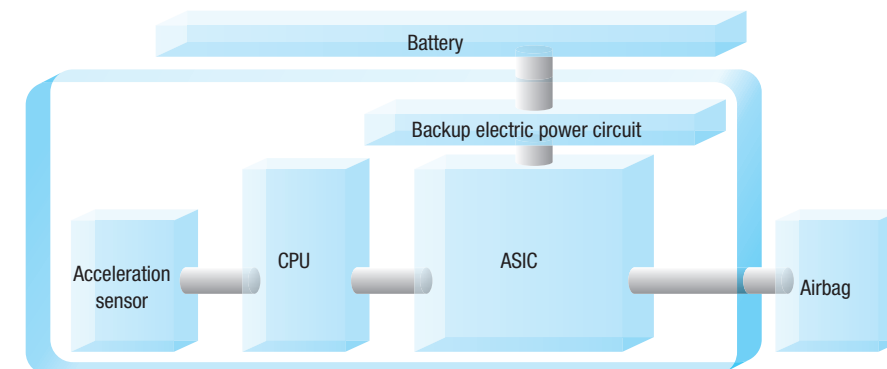 Battery
Backup electric power circuit
Acceleration
sensor
CPU
ASIC
Airbag